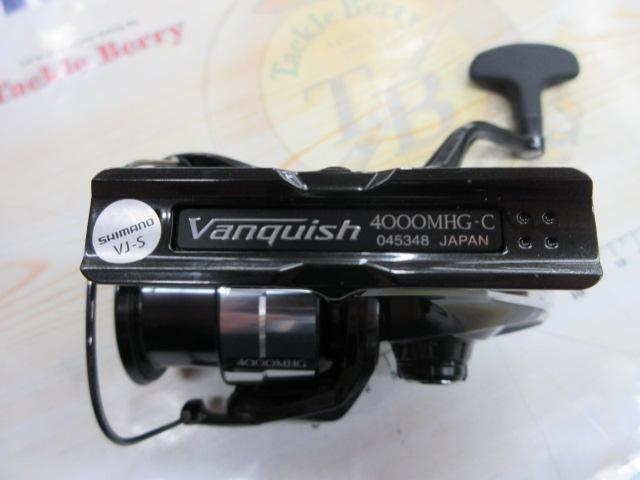 Tackle Berry
Tackle Berry
TB
SHIMANO
VJ-S
Vanquish
4000MHG-C
045348 JAPAN
4000MHG